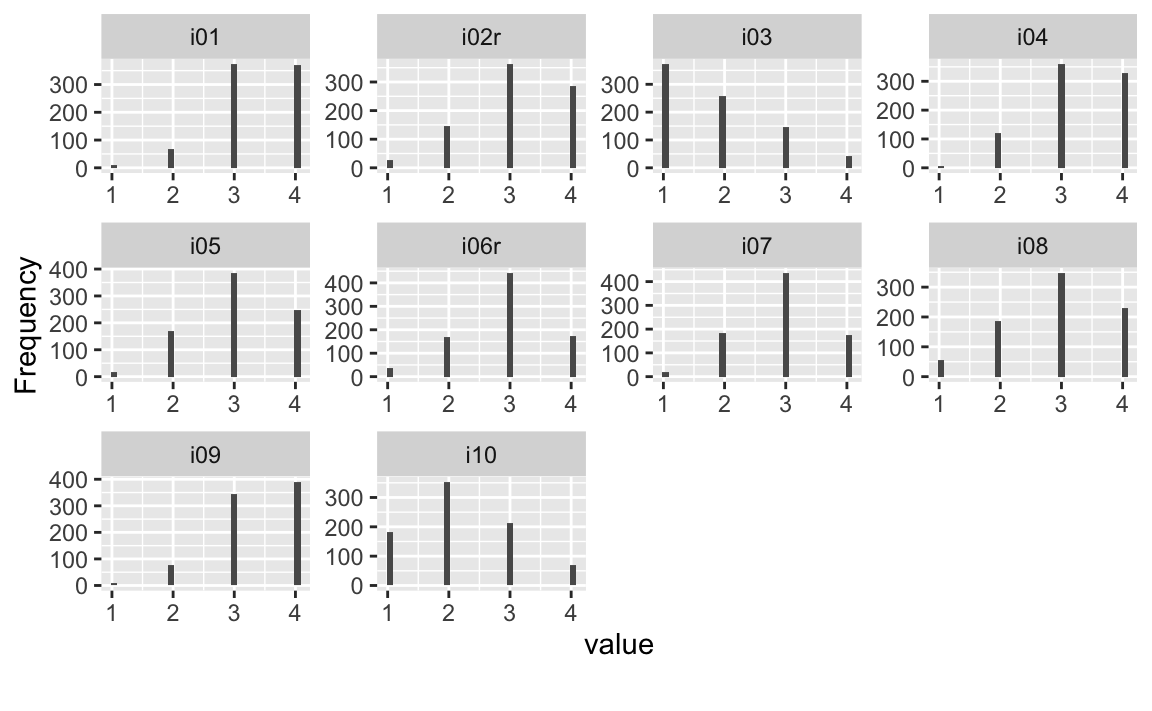 i01 i02r i03 i04
300 300 300 300
200 200 200 200
100 100 100 100
0 0 0 0
1 2 3 4 1 2 3 4 1 2 3 4 1 2 3 4
i05 i06r i07 i08
400 400 400 300
300 300 300 200
200 200 200 100
100 100 100 0
0 0 0
1 2 3 4 1 2 3 4 1 2 3 4 1 2 3 4
i09 i10
400 300
300 200
200 100
100 0
0
1 2 3 4 1 2 3 4
Frequency
value